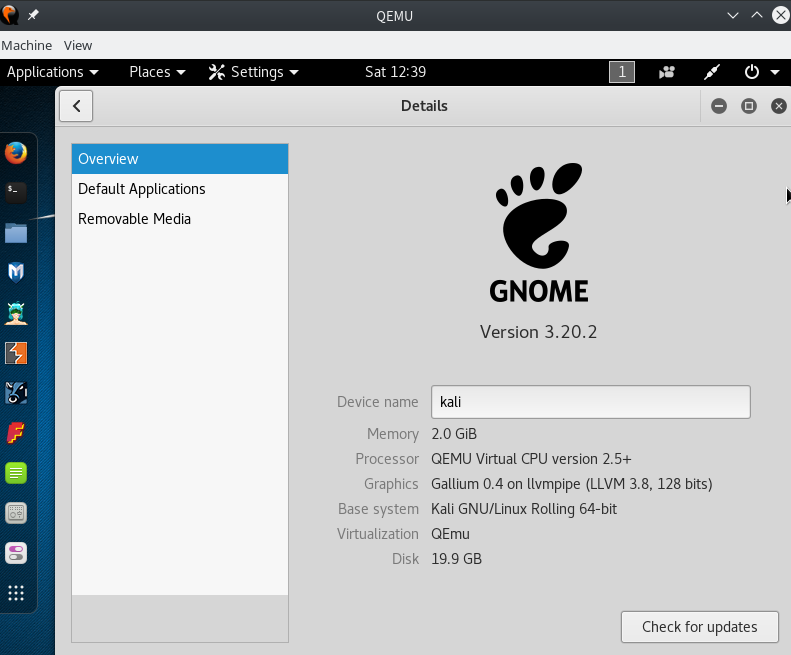 QEMU
Machine View
Applications Places Settings Sat 12:39 1
Details
Overview
Default Applications
Removable Media
GNOME
Version 3.20.2
Device name kali
Memory 2.0 GiB
Processor QEMU Virtual CPU version 2.5+
Graphics Gallium 0.4 on llvmpipe (LLVM 3.8, 128 bits)
Base system Kali GNU/Linux Rolling 64-bit
Virtualization QEmu
Disk 19.9 GB
Check for updates